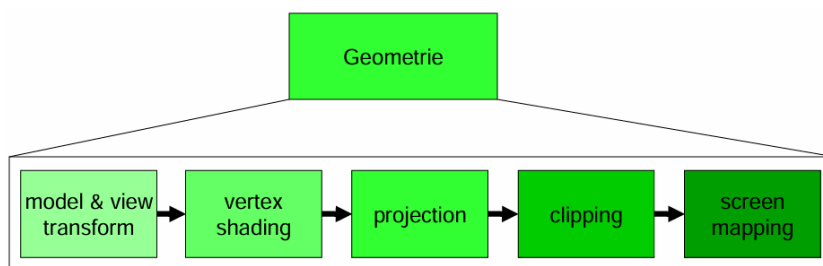 Geometrie
model & view
transform
vertex
shading
projection
clipping
screen
mapping